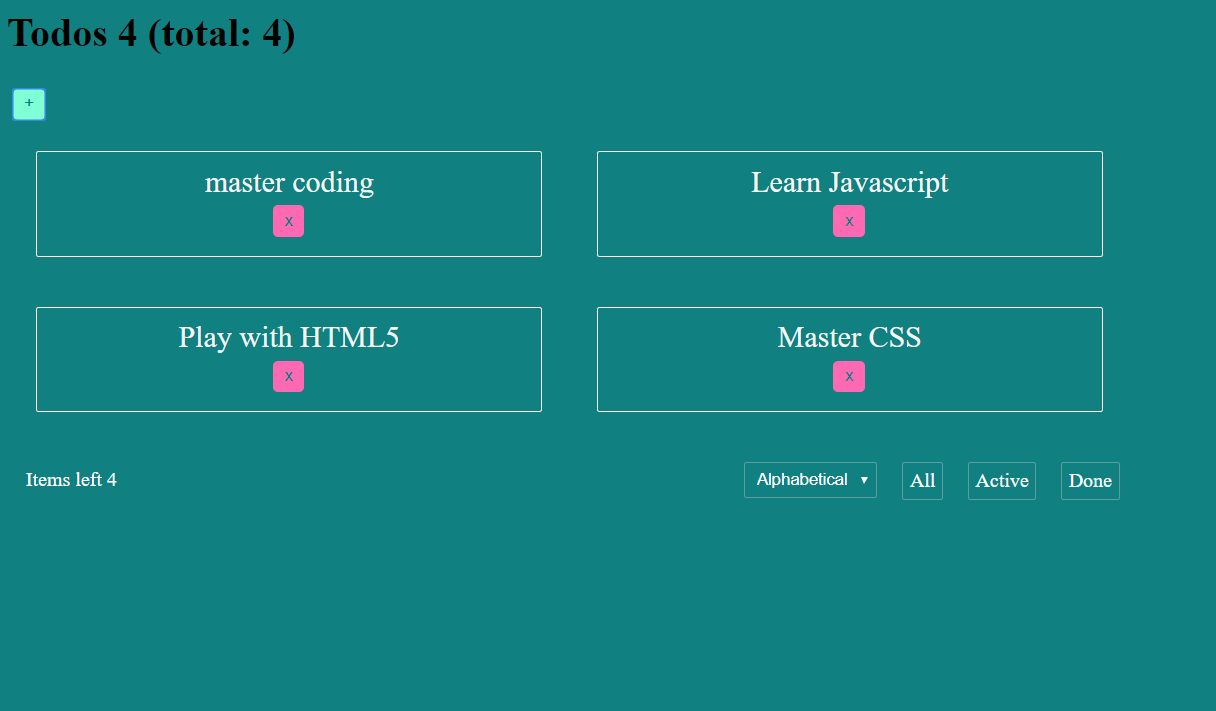 Todos 4 (total: 4)
+
master coding
x
Learn Javascript
x
Play with HTML5
x
Master CSS
x
Items left 4
Alphabetical ▼
All
Active
Done